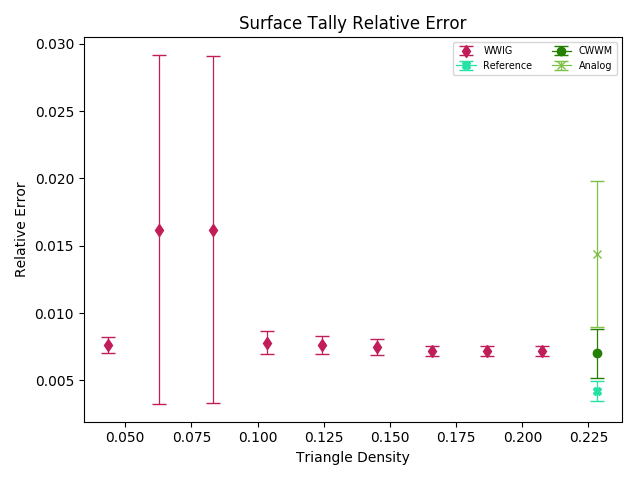 Surface Tally Relative Error
0.030
0.025
0.020
0.015
0.010
0.005
Relative Error
WWIG
Reference
CWWM
Analog
0.050
0.075
0.100
0.125
0.150
0.175
0.200
0.225
Triangle Density